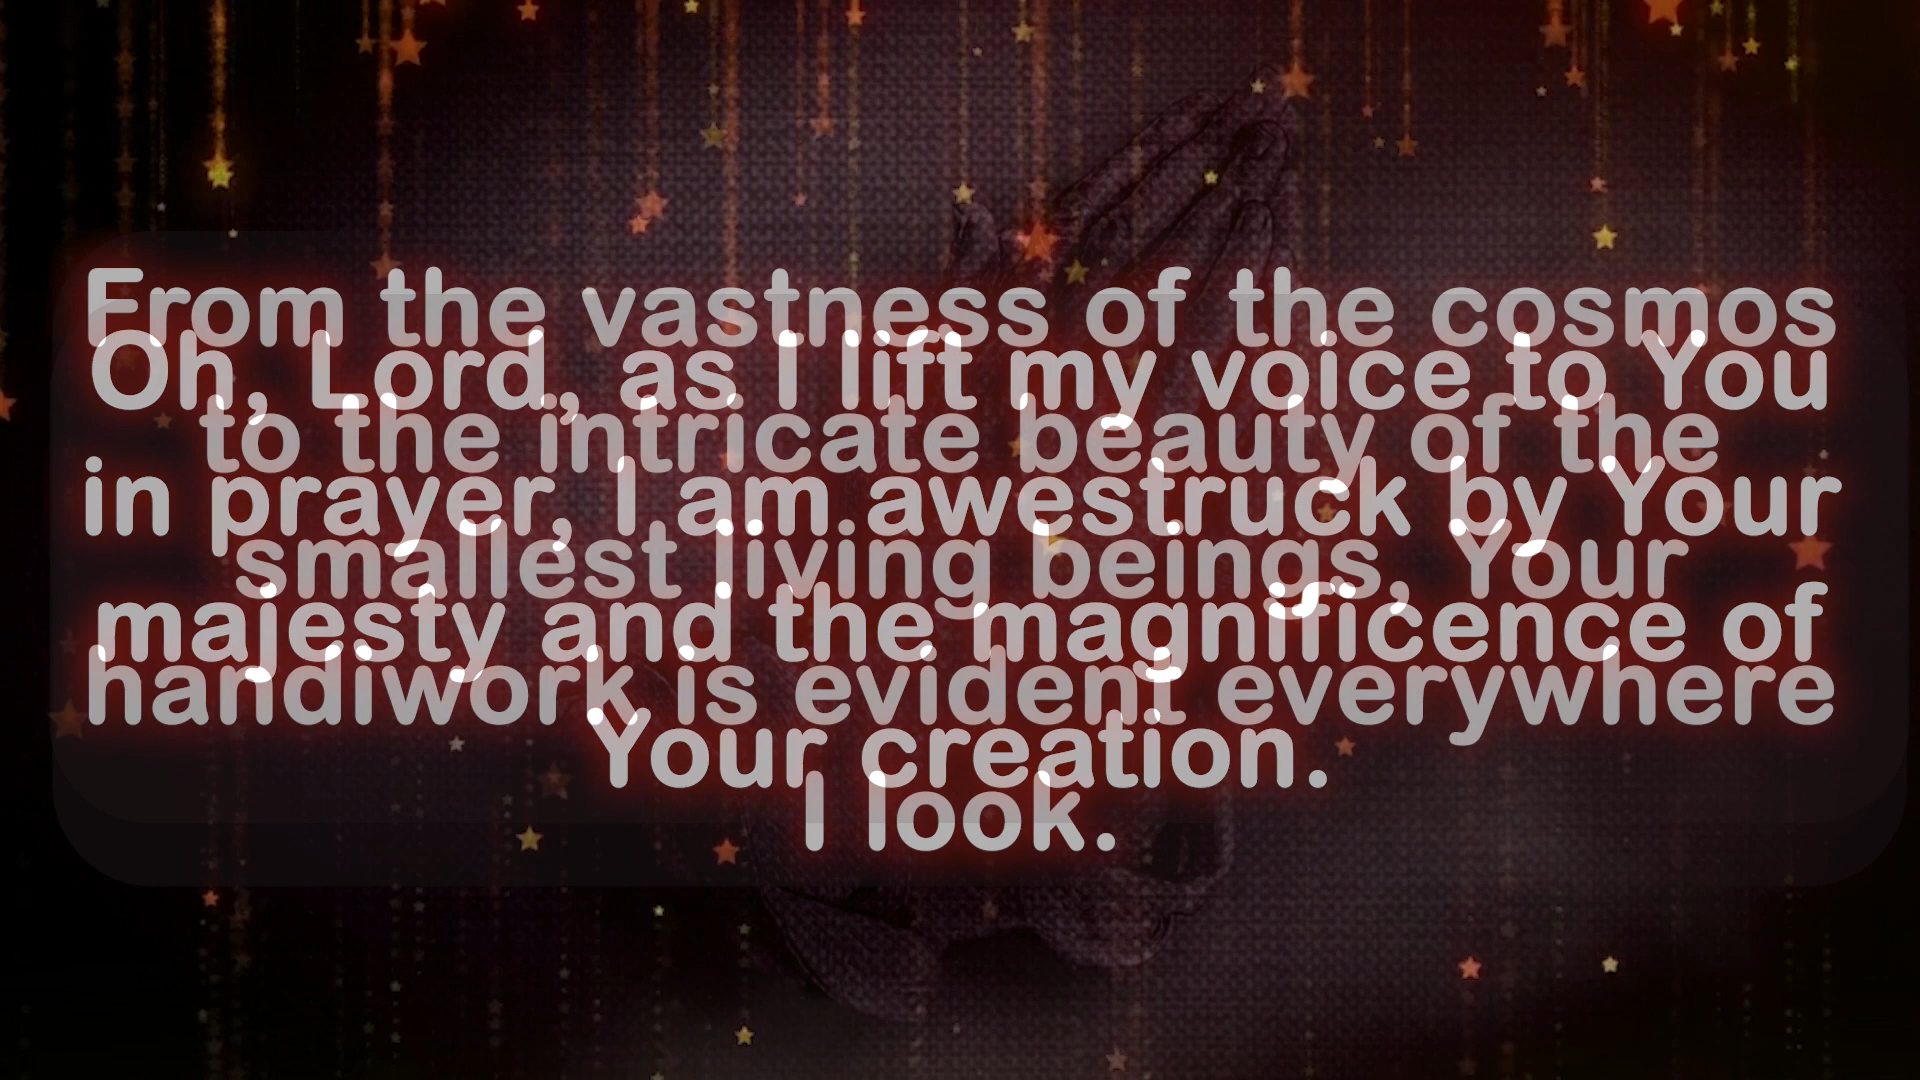 Oh, Lord, as I lift my voice to You
in prayer, I am awestruck by Your
majesty and the magnificence of
Your creation.
From the vastness of the cosmos
to the intricate beauty of the
smallest living beings, Your
handiwork is evident everywhere
I look.